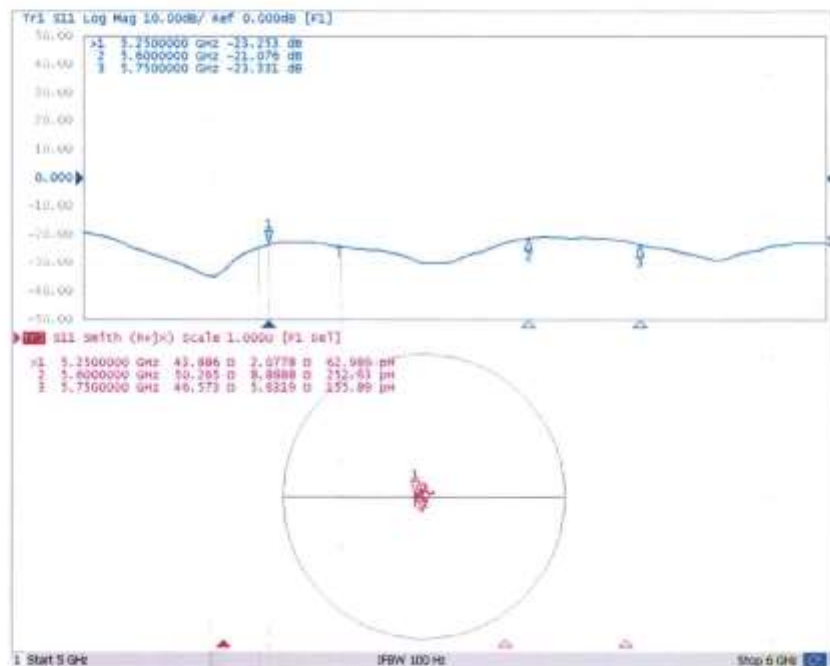 Tr1 S11 Log Mag 10.00dB/ Ref 0.000dB [F1]
50.00
>1 5.2500000 GHz -23.253 dB
2 5.6000000 GHz -21.076 dB
3 5.7500000 GHz -23.331 dB
40.00
30.00
20.00
10.00
0.000
-10.00
1
-20.00
2
3
-30.00
-40.00
-50.00
S11 Smith (R+jX) Scale 1.000U [F1 Del]
>1 5.2500000 GHz 43.886 Ω 2.0778 Ω 62.986 pH
2 5.6000000 GHz 50.265 Ω 8.8888 Ω 252.63 pH
3 5.7500000 GHz 46.573 Ω 5.6319 Ω 155.89 pH
1 Start 5 GHz IFBW 100 Hz Stop 6 GHz